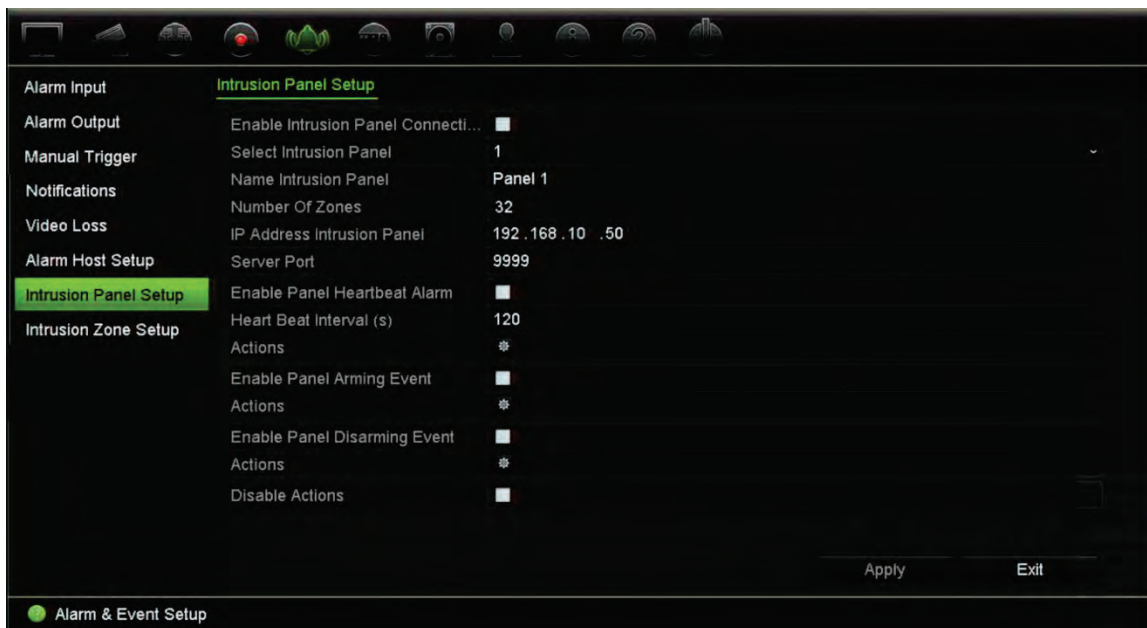 Alarm Input
Alarm Output
Manual Trigger
Notifications
Video Loss
Alarm Host Setup
Intrusion Panel Setup
Intrusion Zone Setup
Intrusion Panel Setup
Enable Intrusion Panel Connecti...
Select Intrusion Panel 1
Name Intrusion Panel Panel 1
Number Of Zones 32
IP Address Intrusion Panel 192.168.10 .50
Server Port 9999
Enable Panel Heartbeat Alarm
Heart Beat Interval (s) 120
Actions
Enable Panel Arming Event
Actions
Enable Panel Disarming Event
Actions
Disable Actions
Apply Exit
Alarm & Event Setup